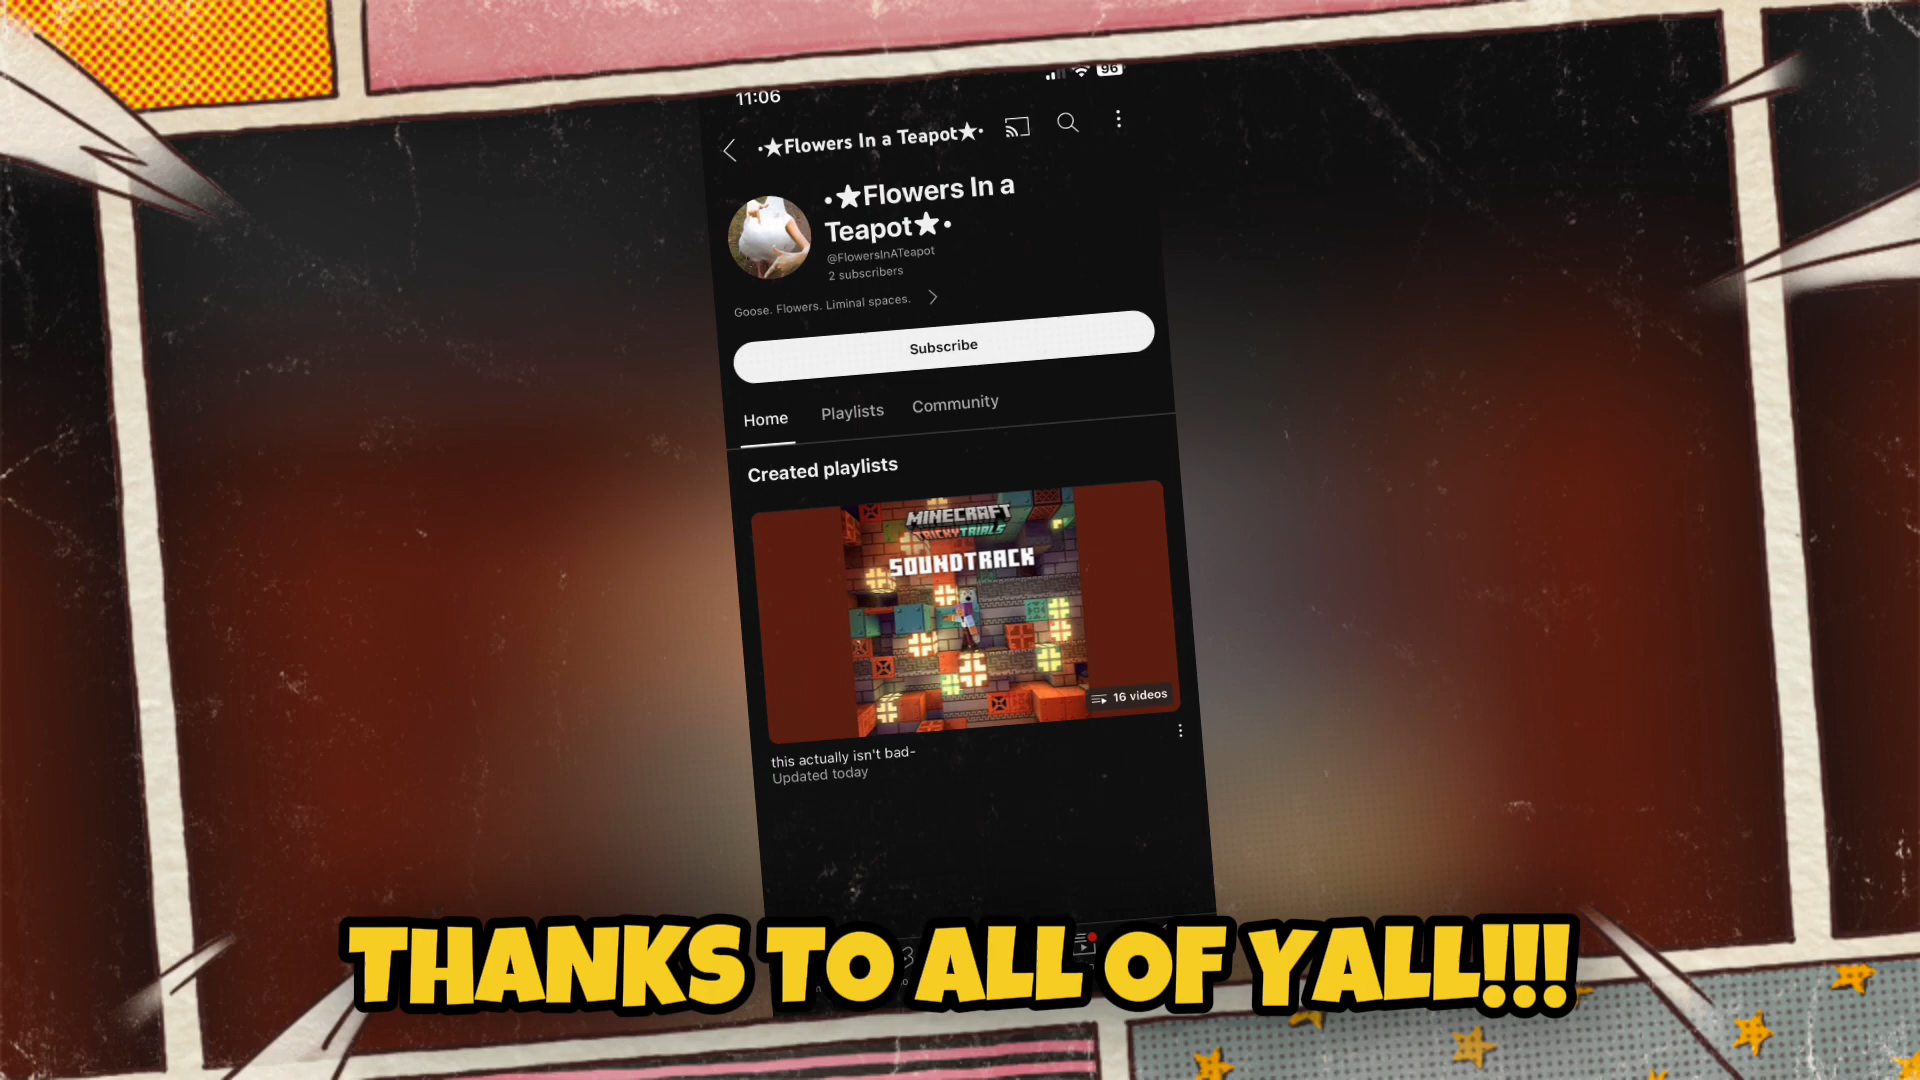 11:06
96
•★Flowers In a Teapot★•
•★Flowers In a
Teapot★•
@FlowersInATeapot
2 subscribers
Goose. Flowers. Liminal spaces.
Subscribe
Home Playlists Community
Created playlists
MINECRAFT
TRICKY TRIALS
SOUNDTRACK
16 videos
this actually isn't bad-
Updated today
THANKS TO ALL OF YALL!!!